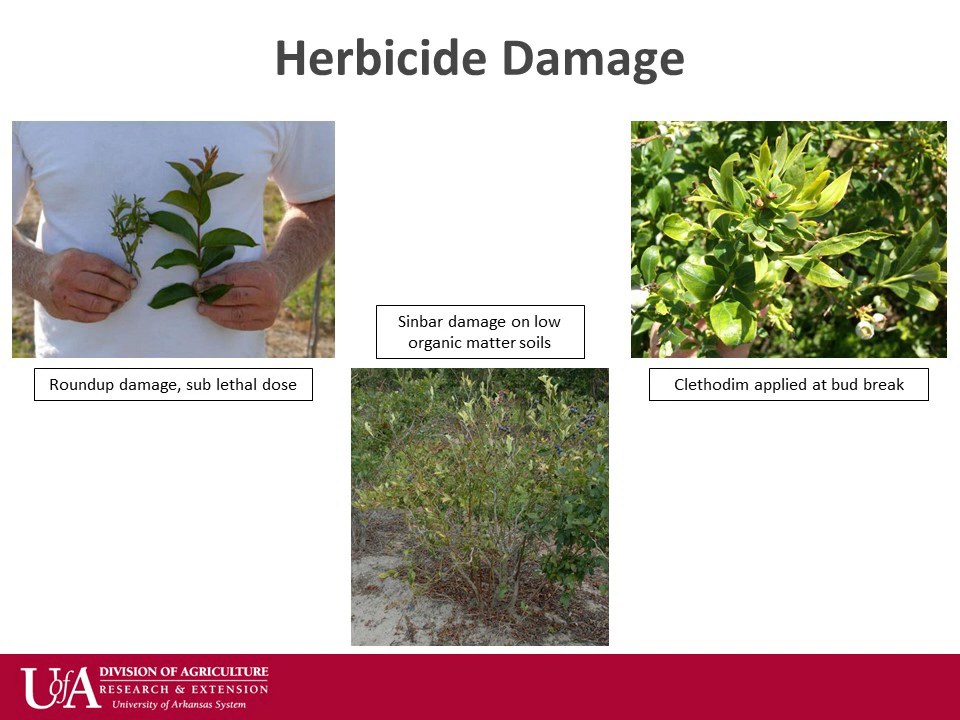 Herbicide Damage
Roundup damage, sub lethal dose
Sinbar damage on low
organic matter soils
Clethodim applied at bud break
UofA
DIVISION OF AGRICULTURE
RESEARCH & EXTENSION
University of Arkansas System